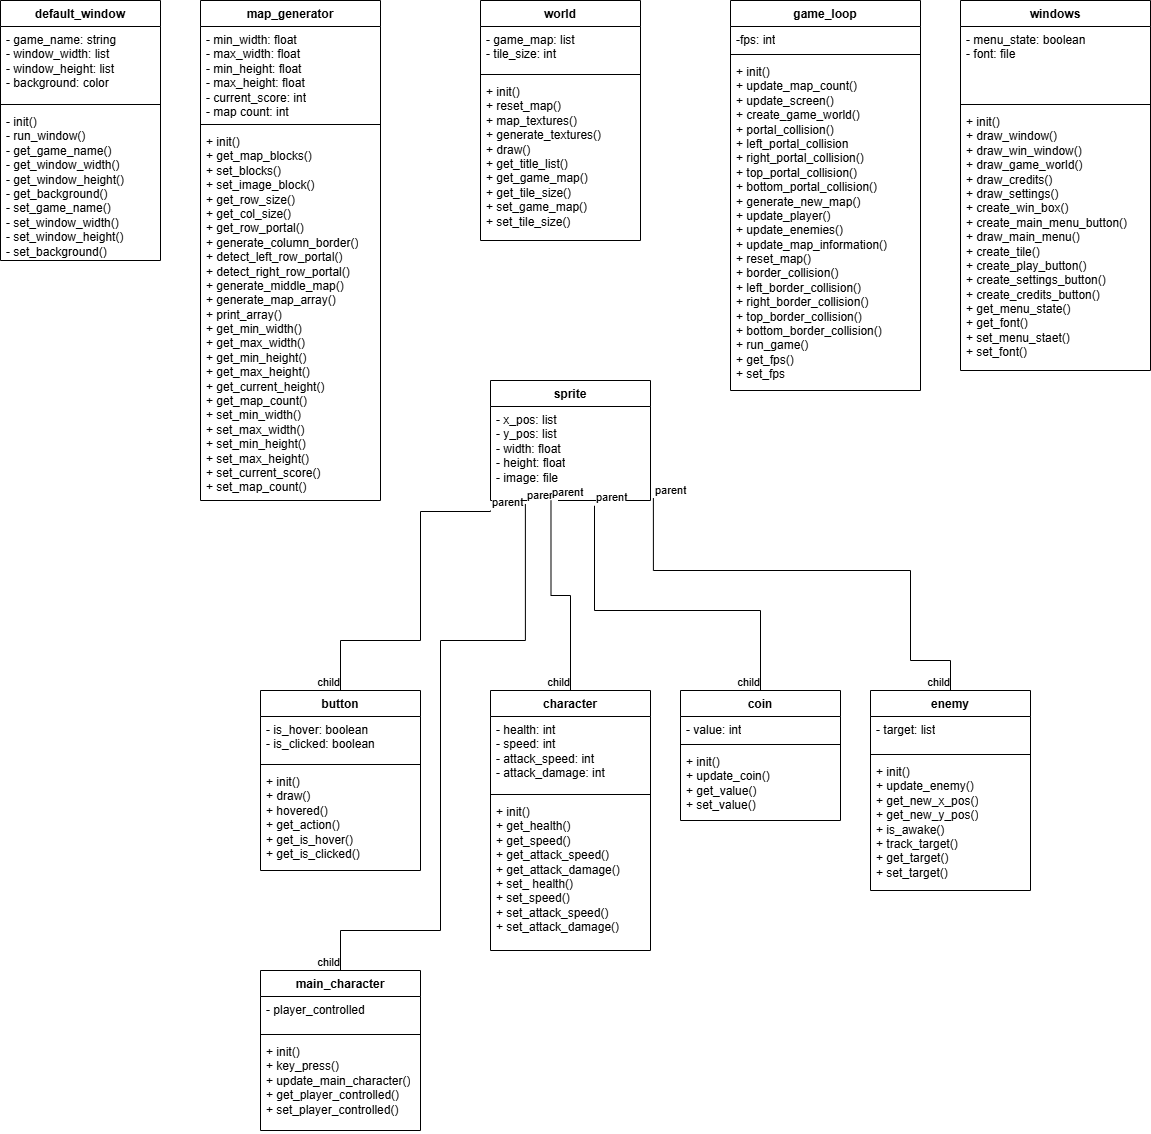 default_window
- game_name: string
- window_width: list
- window_height: list
- background: color
- init()
- run_window()
- get_game_name()
- get_window_width()
- get_window_height()
- get_background()
- set_game_name()
- set_window_width()
- set_window_height()
- set_background()
map_generator
- min_width: float
- max_width: float
- min_height: float
- max_height: float
- current_score: int
- map count: int
+ init()
+ get_map_blocks()
+ set_blocks()
+ set_image_block()
+ get_row_size()
+ get_col_size()
+ get_row_portal()
+ generate_column_border()
+ detect_left_row_portal()
+ detect_right_row_portal()
+ generate_middle_map()
+ generate_map_array()
+ print_array()
+ get_min_width()
+ get_max_width()
+ get_min_height()
+ get_max_height()
+ get_current_height()
+ get_map_count()
+ set_min_width()
+ set_max_width()
+ set_min_height()
+ set_max_height()
+ set_current_score()
+ set_map_count()
world
- game_map: list
- tile_size: int
+ init()
+ reset_map()
+ map_textures()
+ generate_textures()
+ draw()
+ get_title_list()
+ get_game_map()
+ get_tile_size()
+ set_game_map()
+ set_tile_size()
game_loop
-fps: int
+ init()
+ update_map_count()
+ update_screen()
+ create_game_world()
+ portal_collision()
+ left_portal_collision
+ right_portal_collision()
+ top_portal_collision()
+ bottom_portal_collision()
+ generate_new_map()
+ update_player()
+ update_enemies()
+ update_map_information()
+ reset_map()
+ border_collision()
+ left_border_collision()
+ right_border_collision()
+ top_border_collision()
+ bottom_border_collision()
+ run_game()
+ get_fps()
+ set_fps
windows
- menu_state: boolean
- font: file
+ init()
+ draw_window()
+ draw_win_window()
+ draw_game_world()
+ draw_credits()
+ draw_settings()
+ create_win_box()
+ create_main_menu_button()
+ draw_main_menu()
+ create_tile()
+ create_play_button()
+ create_settings_button()
+ create_credits_button()
+ get_menu_state()
+ get_font()
+ set_menu_staet()
+ set_font()
sprite
- x_pos: list
- y_pos: list
- width: float
- height: float
- image: file
parent
parent
parent
parent
parent
child
child
child
child
button
- is_hover: boolean
- is_clicked: boolean
+ init()
+ draw()
+ hovered()
+ get_action()
+ get_is_hover()
+ get_is_clicked()
character
- health: int
- speed: int
- attack_speed: int
- attack_damage: int
+ init()
+ get_health()
+ get_speed()
+ get_attack_speed()
+ get_attack_damage()
+ set_ health()
+ set_speed()
+ set_attack_speed()
+ set_attack_damage()
coin
- value: int
+ init()
+ update_coin()
+ get_value()
+ set_value()
enemy
- target: list
+ init()
+ update_enemy()
+ get_new_x_pos()
+ get_new_y_pos()
+ is_awake()
+ track_target()
+ get_target()
+ set_target()
child
main_character
- player_controlled
+ init()
+ key_press()
+ update_main_character()
+ get_player_controlled()
+ set_player_controlled()